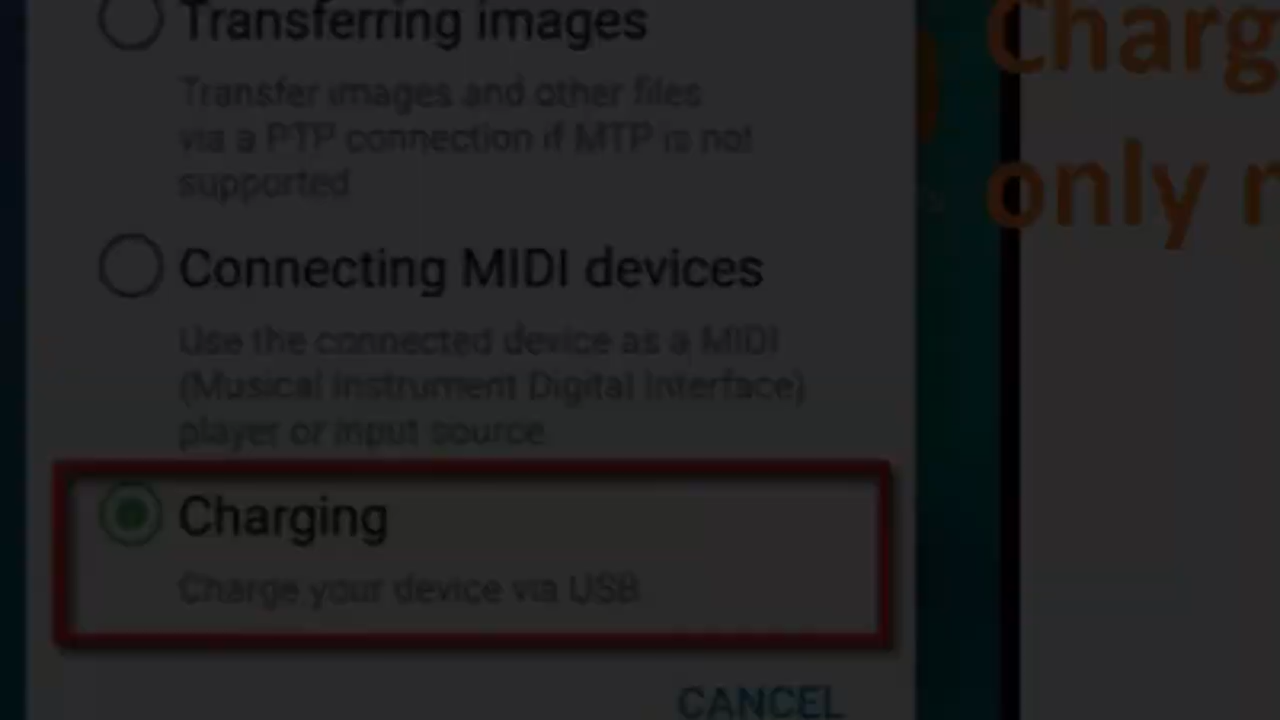 Transferring images
Transfer images and other files
via a PTP connection if MTP is not
supported
Connecting MIDI devices
Use the connected device as a MIDI
(Musical Instrument Digital Interface)
player or input source.
Charging
Charge your device via USB
CANCEL
Charg
only